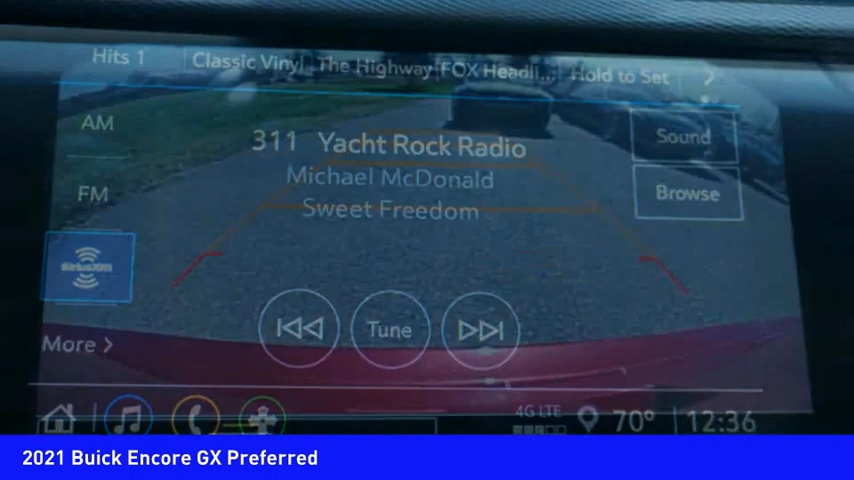 Hits 1 Classic Vinyl The Highway FOX Headli... Hold to Set
AM
311 Yacht Rock Radio
Sound
Michael McDonald
FM
Browse
Sweet Freedom
SiriusXM
Tune
More
4G LTE 70° 12:36
2021 Buick Encore GX Preferred